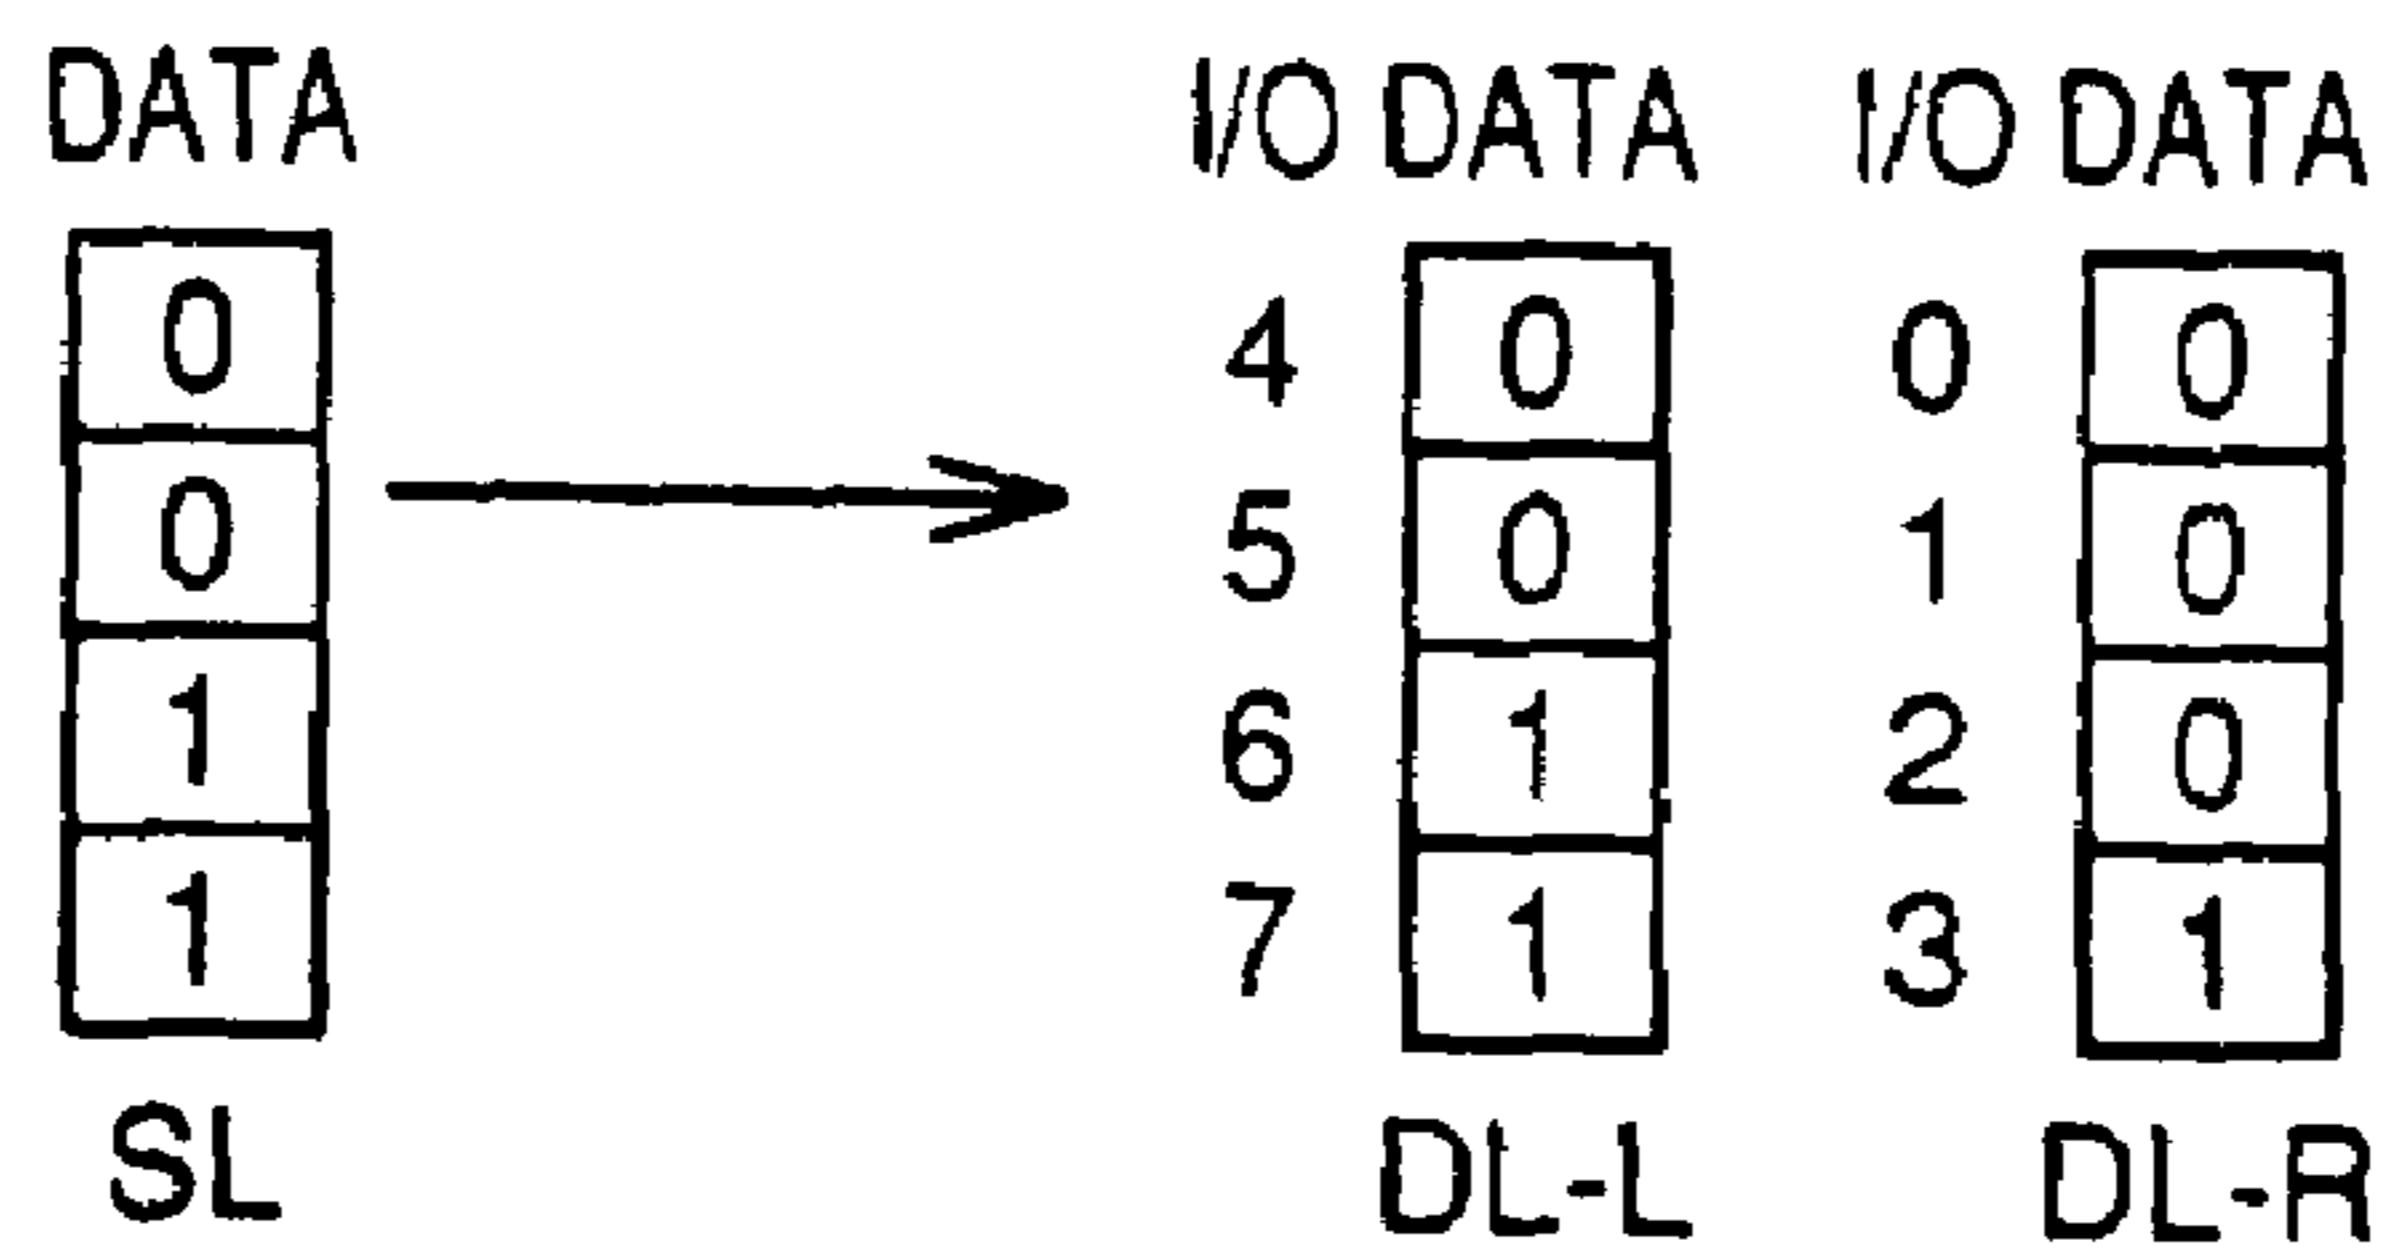 DATA I/O DATA I/O DATA
0 4 0 0 0
0 5 0 1 0
1 6 1 2 0
1 7 1 3 1
SL DL-L DL-R